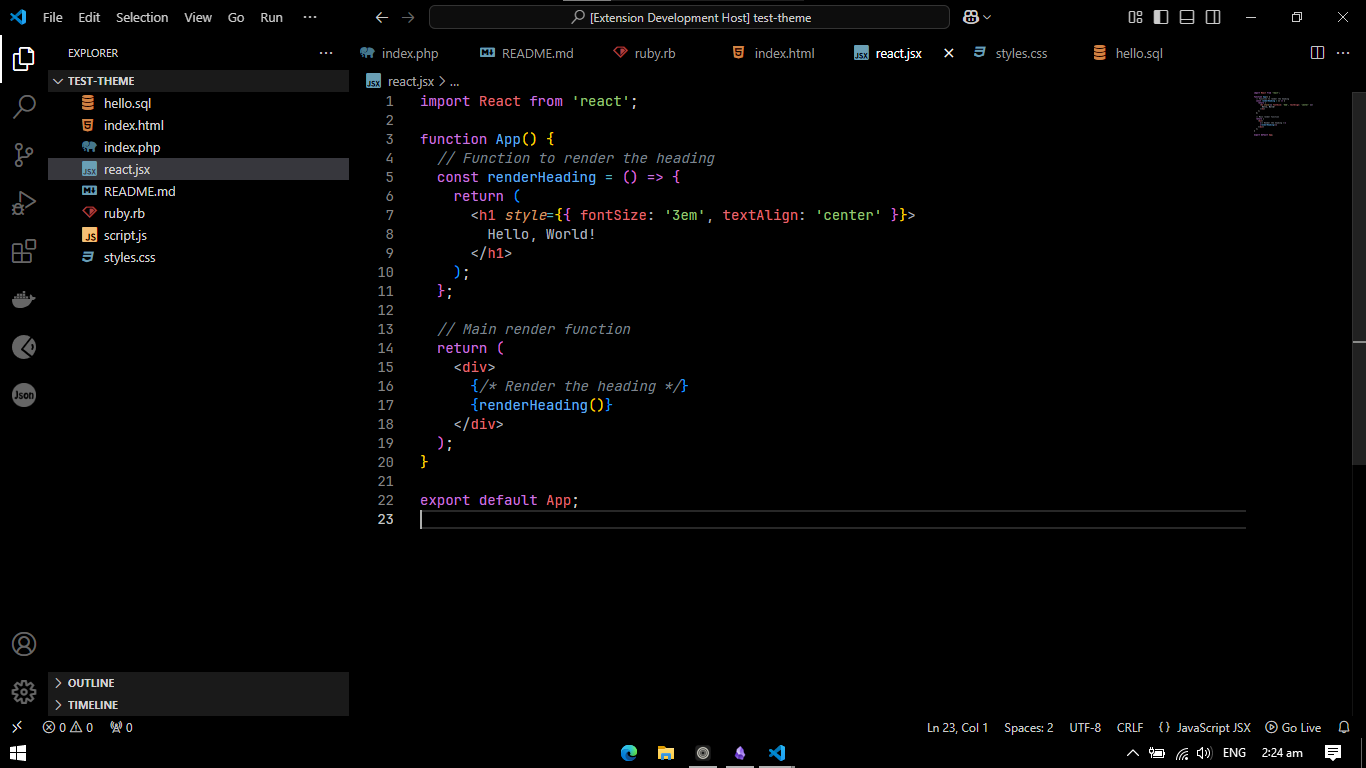 File Edit Selection View Go Run ···
[Extension Development Host] test-theme
EXPLORER ···
TEST-THEME
hello.sql
index.html
index.php
JSX react.jsx
README.md
ruby.rb
JS script.js
styles.css
OUTLINE
TIMELINE
Json
index.php README.md ruby.rb index.html JSX react.jsx styles.css hello.sql ···
JSX react.jsx > ...
1 import React from 'react';
2
3 function App() {
4   // Function to render the heading
5   const renderHeading = () => {
6     return (
7       <h1 style={{ fontSize: '3em', textAlign: 'center' }}>
8         Hello, World!
9       </h1>
10     );
11   };
12
13   // Main render function
14   return (
15     <div>
16       {/* Render the heading */}
17       {renderHeading()}
18     </div>
19   );
20 }
21
22 export default App;
23
0 0 0 Ln 23, Col 1 Spaces: 2 UTF-8 CRLF {} JavaScript JSX Go Live
ENG 2:24 am